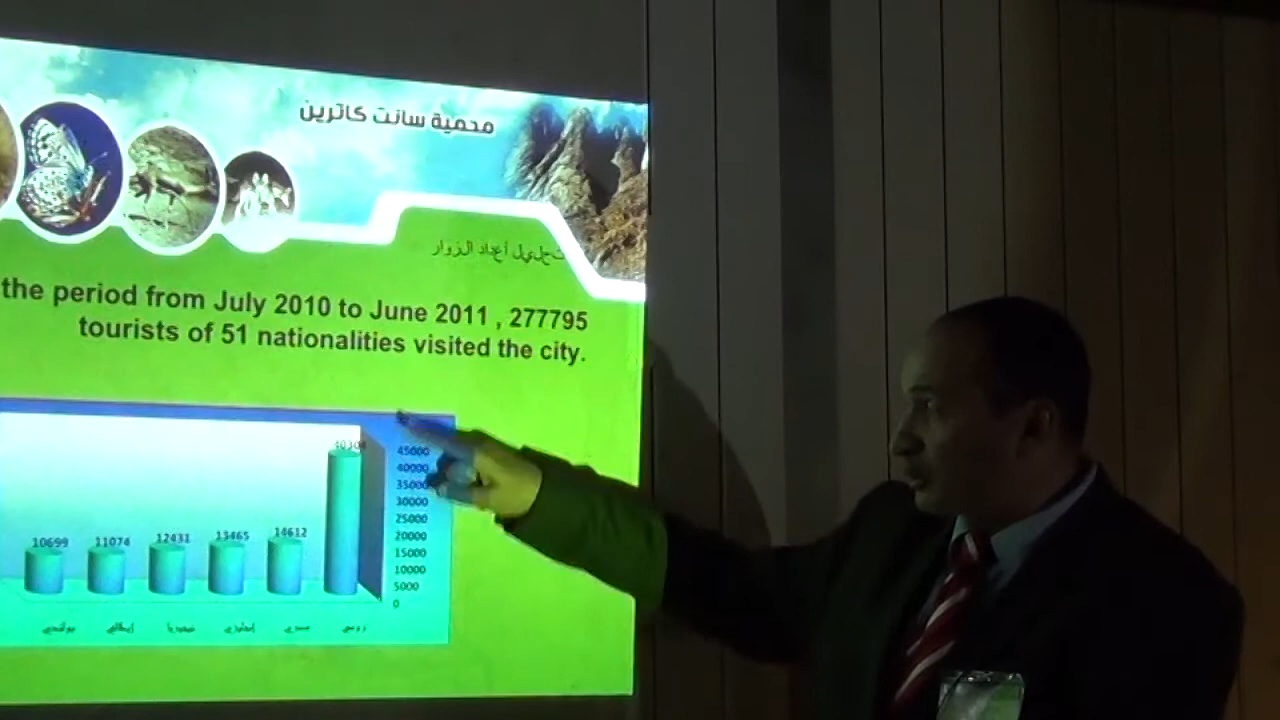 محمية سانت كاترين
تحليل أعداد الزوار
the period from July 2010 to June 2011 , 277795
tourists of 51 nationalities visited the city.
45000
40000
35000
30000
25000
20000
15000
10000
5000
0
10699 11074 12431 13465 14612
إيطالي نيجيريا إنجليزي مصري روسي